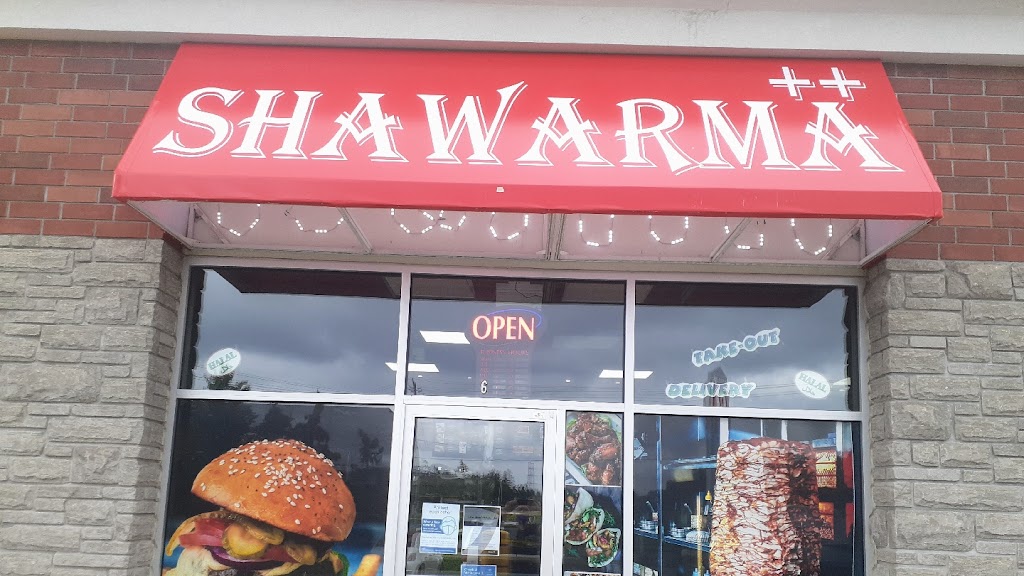 SHAWARMA++
OPEN
TAKE-OUT
HALAL
HALAL
DELIVERY
6